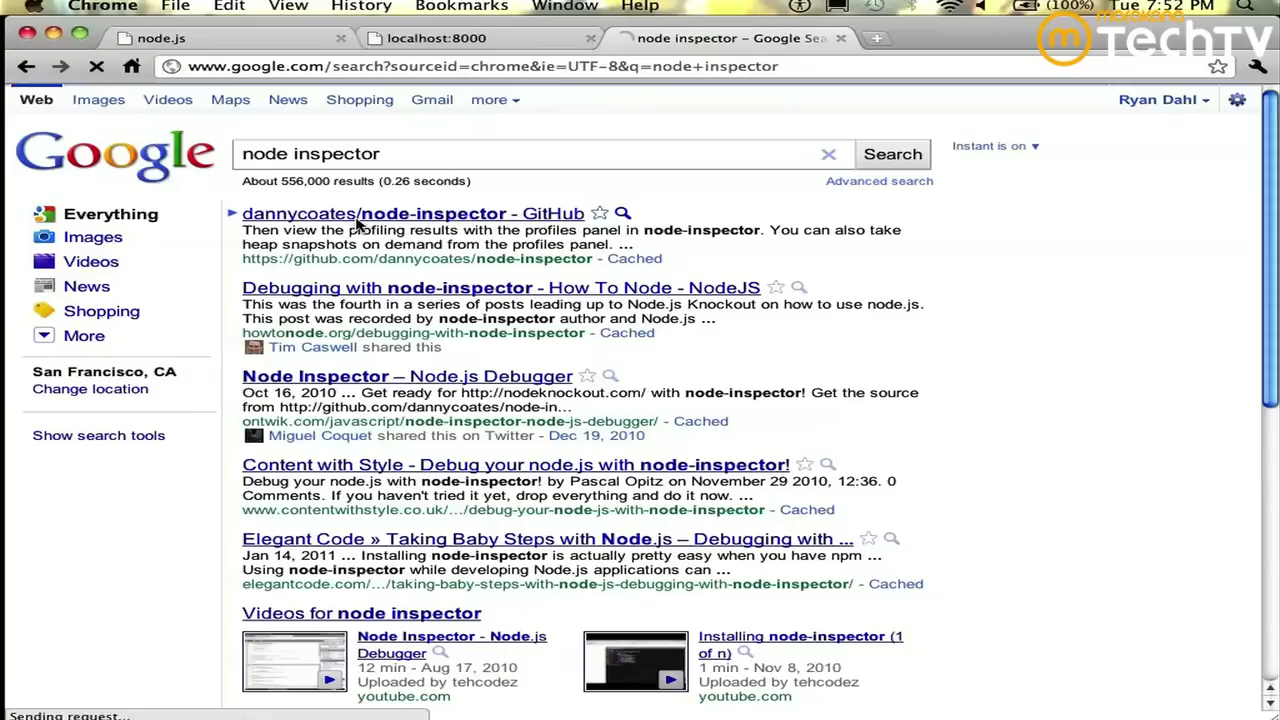 Chrome File Edit View History Bookmarks Window Help (100%) Tue 7:52 PM
marakana
TechTV
node.js
localhost:8000
node inspector – Google Sea
www.google.com/search?sourceid=chrome&ie=UTF-8&q=node+inspector
Web Images Videos Maps News Shopping Gmail more
Ryan Dahl
Google
node inspector
Search
Instant is on
About 556,000 results (0.26 seconds)
Advanced search
Everything
Images
Videos
News
Shopping
More
San Francisco, CA
Change location
Show search tools
dannycoates/node-inspector - GitHub
Then view the profiling results with the profiles panel in node-inspector. You can also take
heap snapshots on demand from the profiles panel. ...
https://github.com/dannycoates/node-inspector - Cached
Debugging with node-inspector - How To Node - NodeJS
This was the fourth in a series of posts leading up to Node.js Knockout on how to use node.js.
This post was recorded by node-inspector author and Node.js ...
howtonode.org/debugging-with-node-inspector - Cached
Tim Caswell shared this
Node Inspector – Node.js Debugger
Oct 16, 2010 ... Get ready for http://nodeknockout.com/ with node-inspector! Get the source
from http://github.com/dannycoates/node-in...
ontwik.com/javascript/node-inspector-node-js-debugger/ - Cached
Miguel Coquet shared this on Twitter - Dec 19, 2010
Content with Style - Debug your node.js with node-inspector!
Debug your node.js with node-inspector! by Pascal Opitz on November 29 2010, 12:36. 0
Comments. If you haven't tried it yet, drop everything and do it now. ...
www.contentwithstyle.co.uk/.../debug-your-node-js-with-node-inspector - Cached
Elegant Code » Taking Baby Steps with Node.js – Debugging with ...
Jan 14, 2011 ... Installing node-inspector is actually pretty easy when you have npm ...
Using node-inspector while developing Node.js applications can ...
elegantcode.com/.../taking-baby-steps-with-node-js-debugging-with-node-inspector/ - Cached
Videos for node inspector
Node Inspector - Node.js
Debugger
12 min - Aug 17, 2010
Uploaded by tehcodez
youtube.com
Installing node-inspector (1
of n)
1 min - Nov 8, 2010
Uploaded by tehcodez
youtube.com
Sending request...